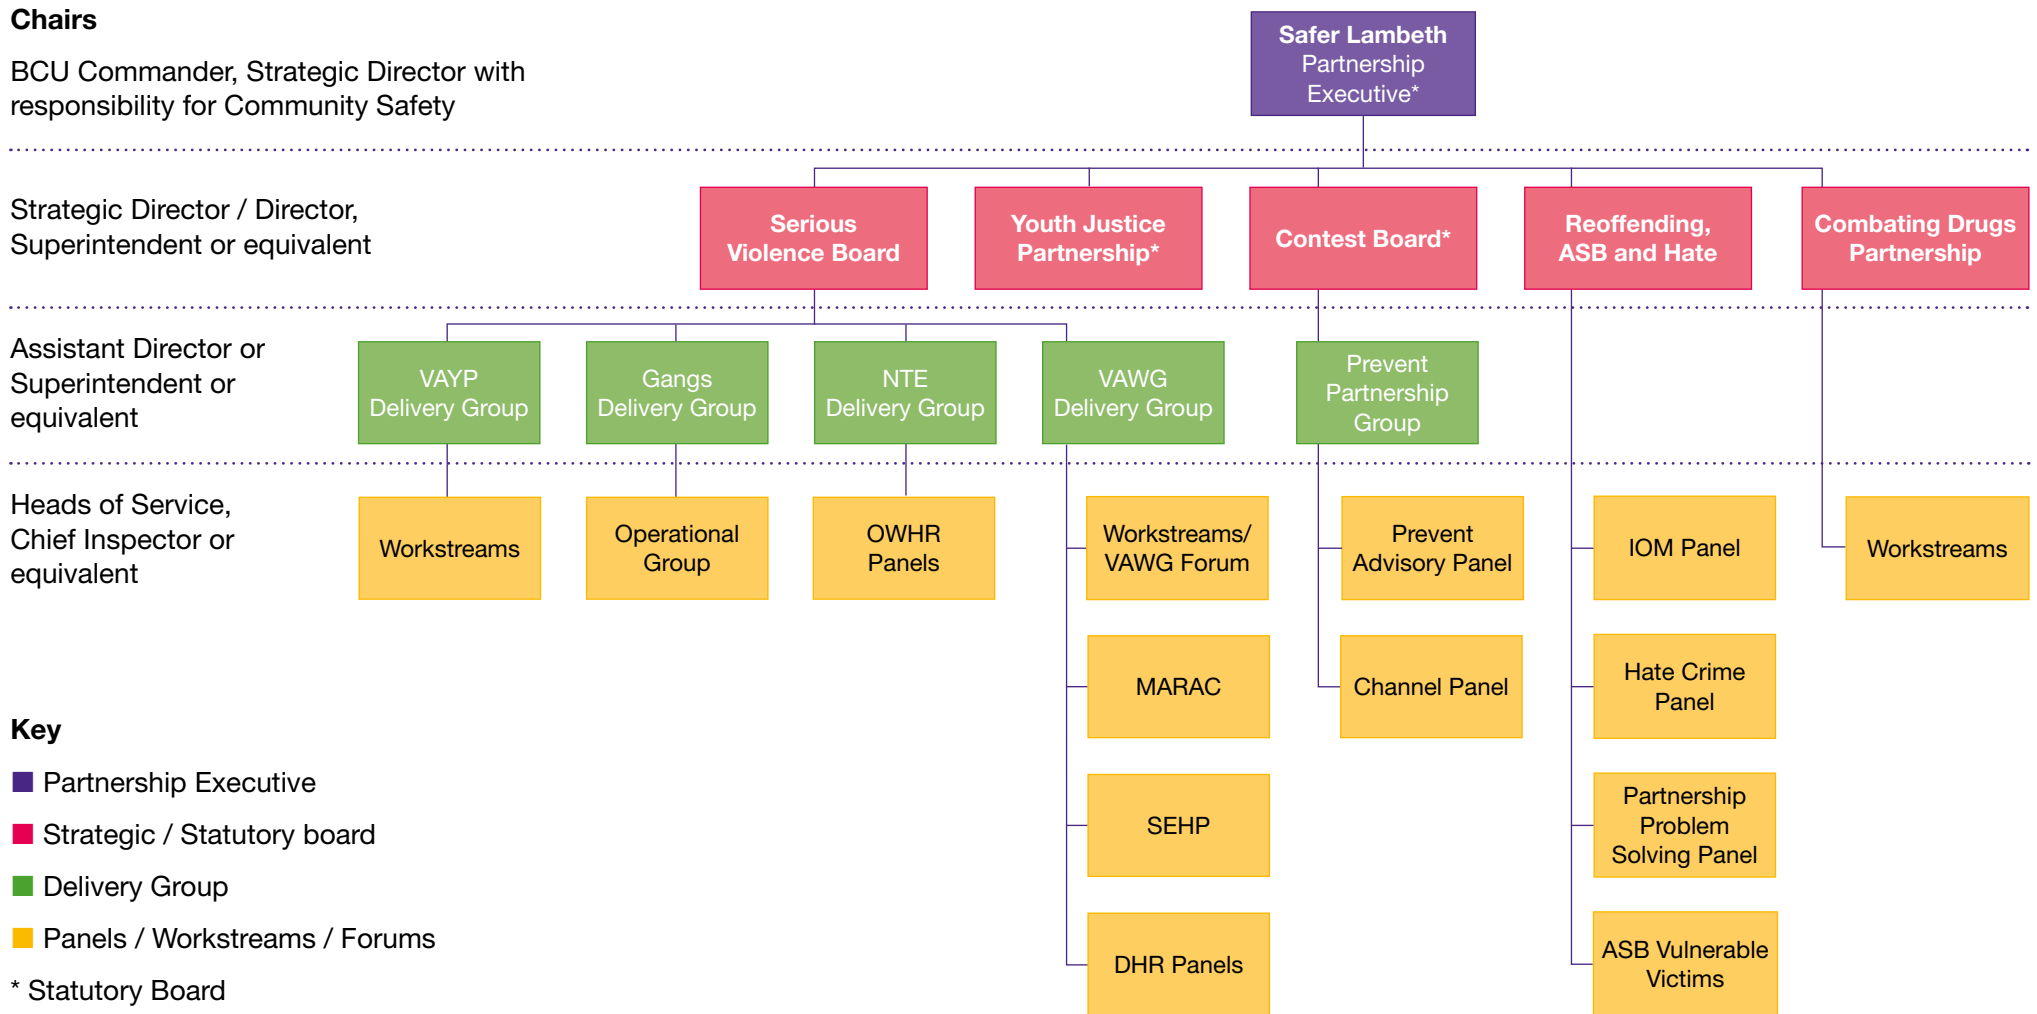 Chairs
BCU Commander, Strategic Director with
responsibility for Community Safety
Safer Lambeth
Partnership
Executive*
Strategic Director / Director,
Superintendent or equivalent
Serious
Violence Board
Youth Justice
Partnership*
Contest Board*
Reoffending,
ASB and Hate
Combating Drugs
Partnership
Assistant Director or
Superintendent or
equivalent
VAYP
Delivery Group
Gangs
Delivery Group
NTE
Delivery Group
VAWG
Delivery Group
Prevent
Partnership
Group
Heads of Service,
Chief Inspector or
equivalent
Workstreams
Operational
Group
OWHR
Panels
Workstreams/
VAWG Forum
Prevent
Advisory Panel
IOM Panel
Workstreams
MARAC
Channel Panel
Hate Crime
Panel
SEHP
Partnership
Problem
Solving Panel
DHR Panels
ASB Vulnerable
Victims
Key
Partnership Executive
Strategic / Statutory board
Delivery Group
Panels / Workstreams / Forums
* Statutory Board